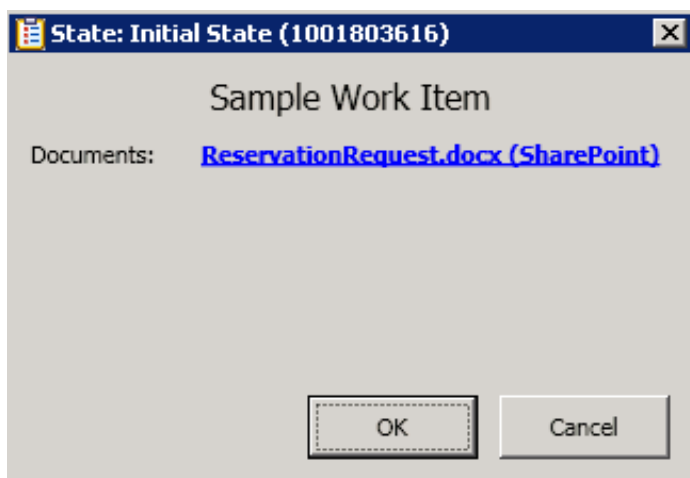 State: Initial State (1001803616)
Sample Work Item
Documents: ReservationRequest.docx (SharePoint)
OK Cancel